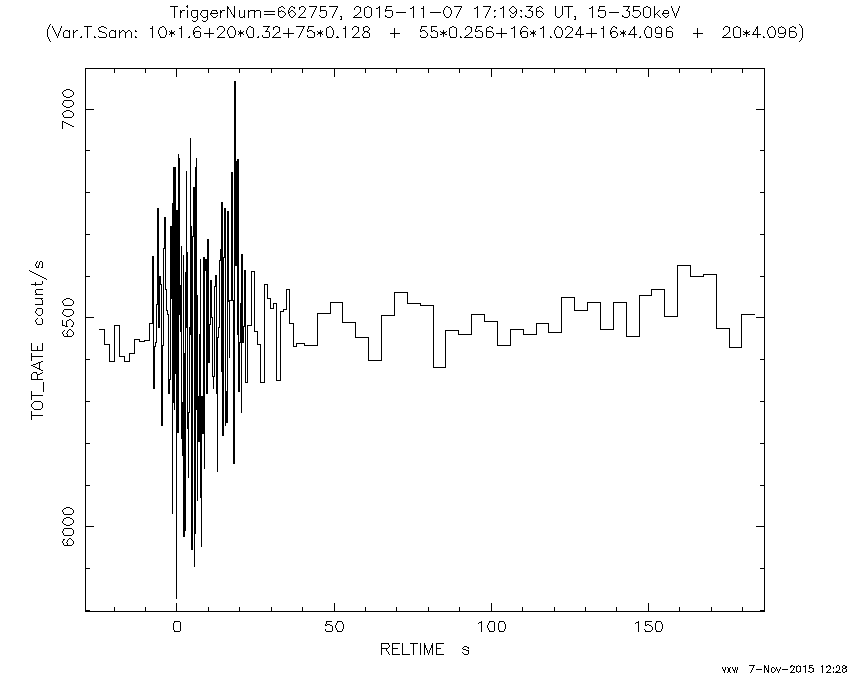 TriggerNum=662757, 2015-11-07 17:19:36 UT, 15-350keV
(Var.T.Sam: 10*1.6+20*0.32+75*0.128 + 55*0.256+16*1.024+16*4.096 + 20*4.096)
7000
6500
6000
TOT_RATE count/s
0 50 100 150
RELTIME s
vxw 7-Nov-2015 12:28